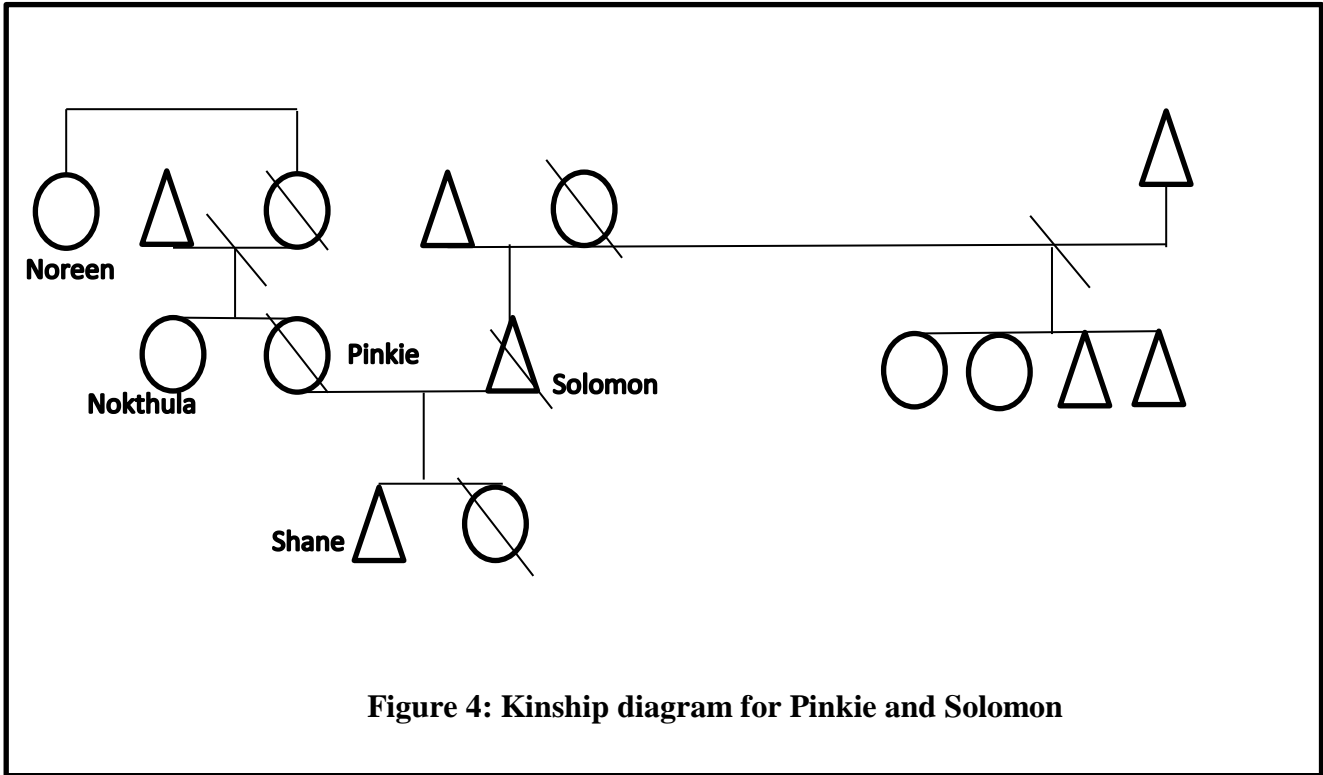 Noreen
Pinkie
Solomon
Nokthula
Shane
Figure 4: Kinship diagram for Pinkie and Solomon